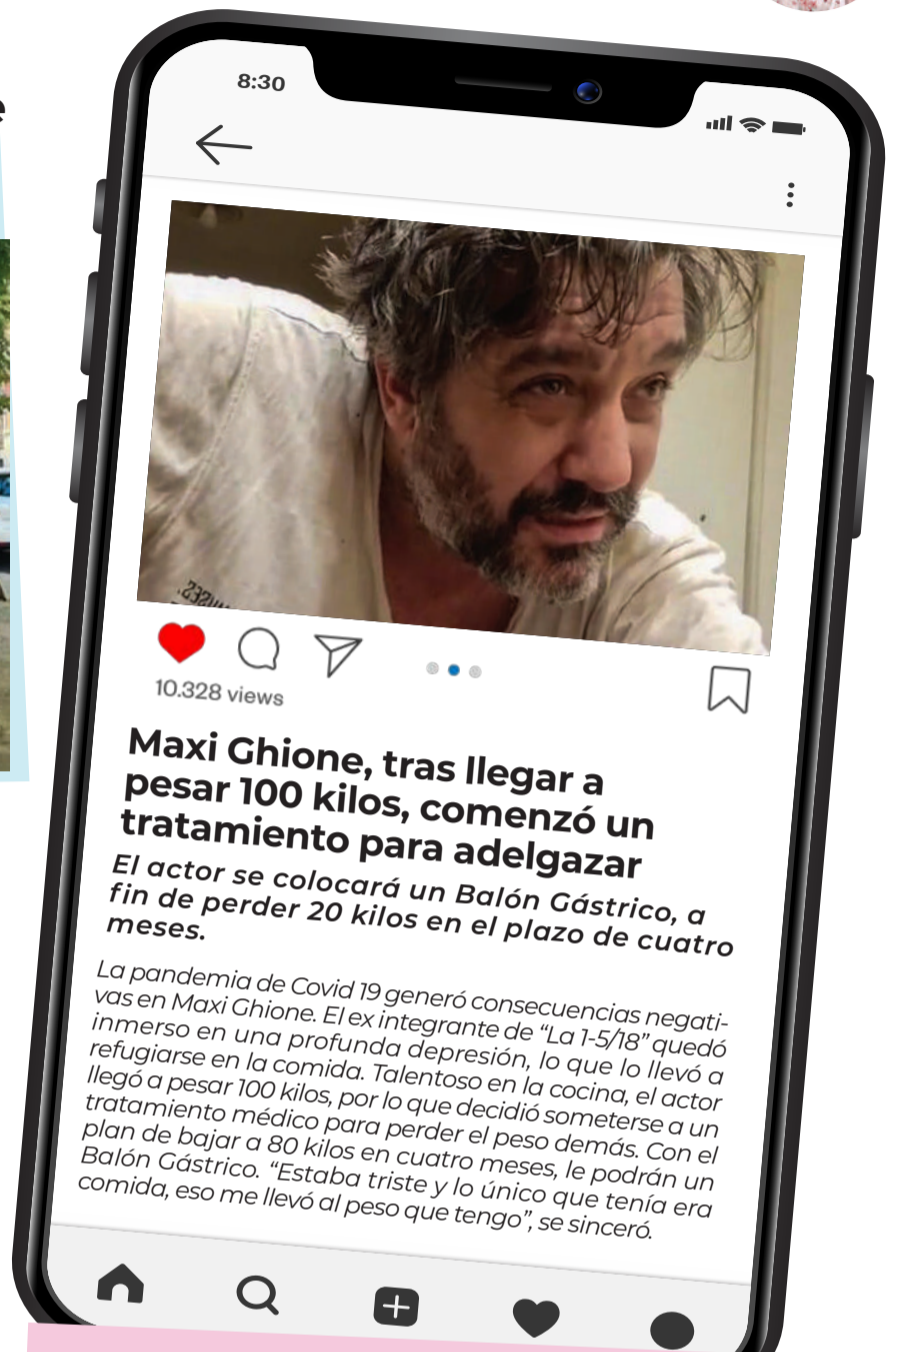 e
8:30
.232SUM
10.328 views
Maxi Ghione, tras llegar a
pesar 100 kilos, comenzó un
tratamiento para adelgazar
El actor se colocará un Balón Gástrico, a
fin de perder 20 kilos en el plazo de cuatro
meses.
La pandemia de Covid 19 generó consecuencias negati-
vas en Maxi Ghione. El ex integrante de “La 1-5/18” quedó
inmerso en una profunda depresión, lo que lo llevó a
refugiarse en la comida. Talentoso en la cocina, el actor
llegó a pesar 100 kilos, por lo que decidió someterse a un
tratamiento médico para perder el peso demás. Con el
plan de bajar a 80 kilos en cuatro meses, le podrán un
Balón Gástrico. “Estaba triste y lo único que tenía era
comida, eso me llevó al peso que tengo”, se sinceró.